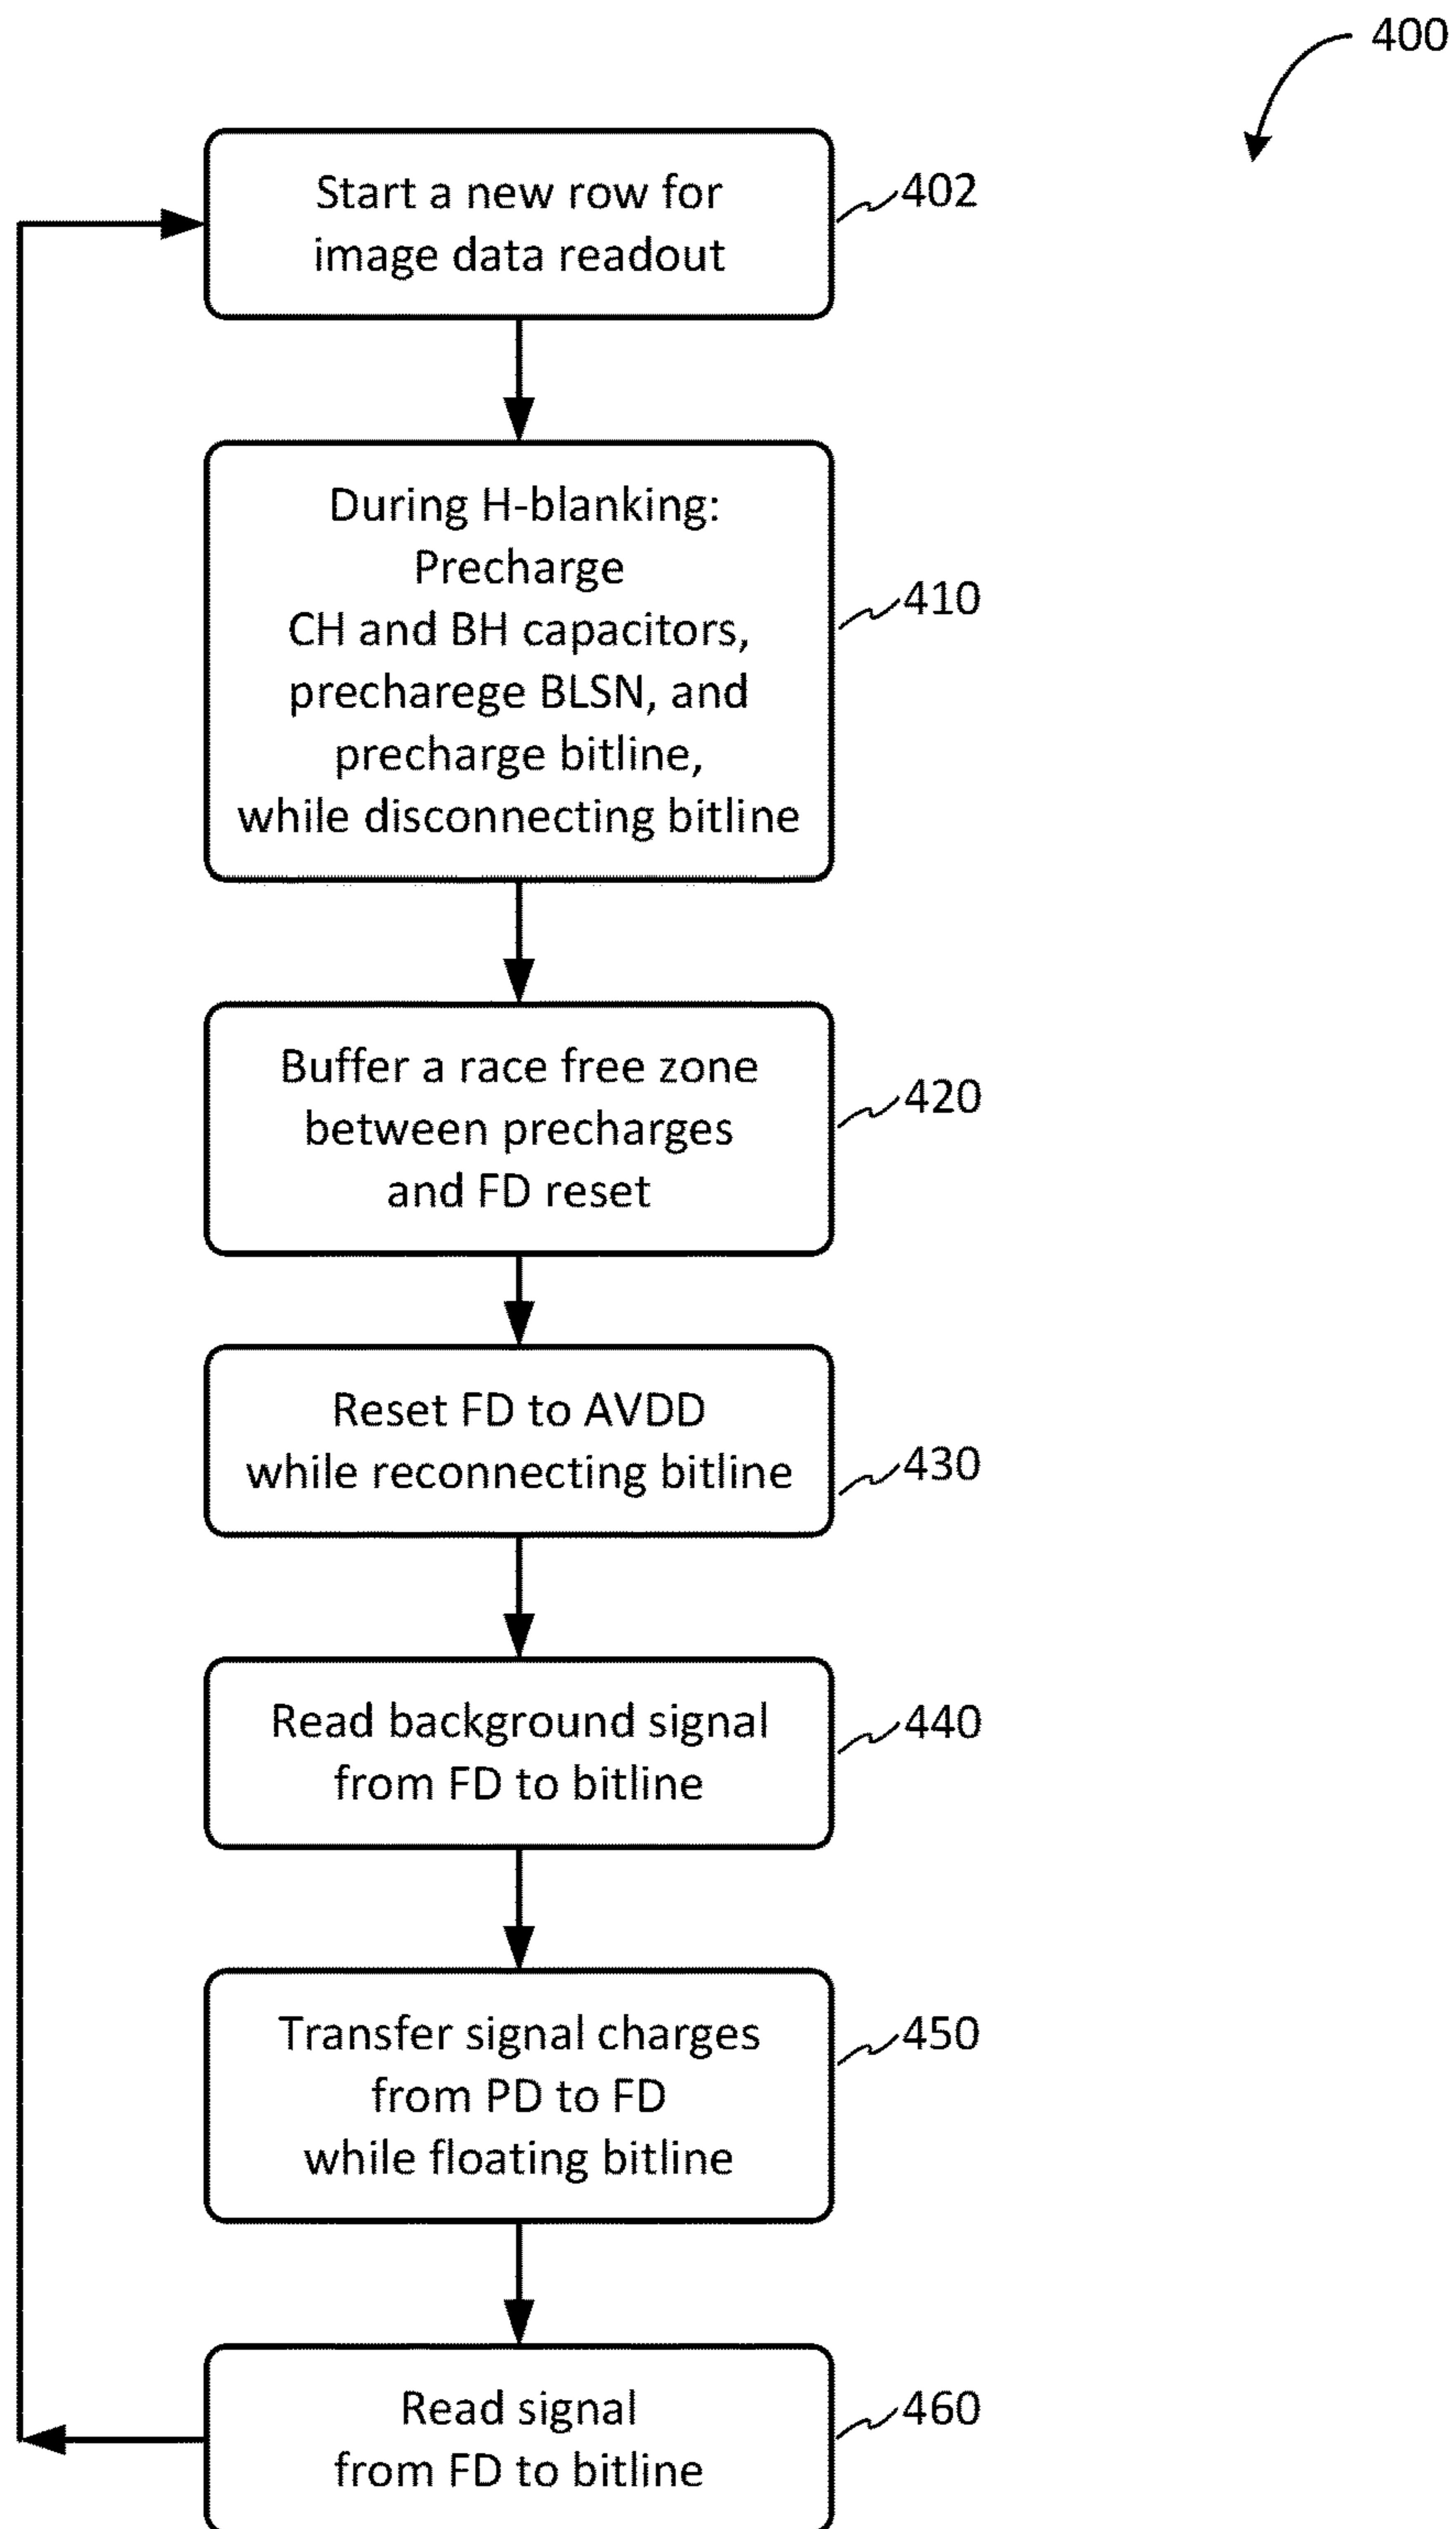 400
Start a new row for
image data readout
402
During H-blanking:
Precharge
CH and BH capacitors,
precharege BLSN, and
precharge bitline,
while disconnecting bitline
410
Buffer a race free zone
between precharges
and FD reset
420
Reset FD to AVDD
while reconnecting bitline
430
Read background signal
from FD to bitline
440
Transfer signal charges
from PD to FD
while floating bitline
450
Read signal
from FD to bitline
460